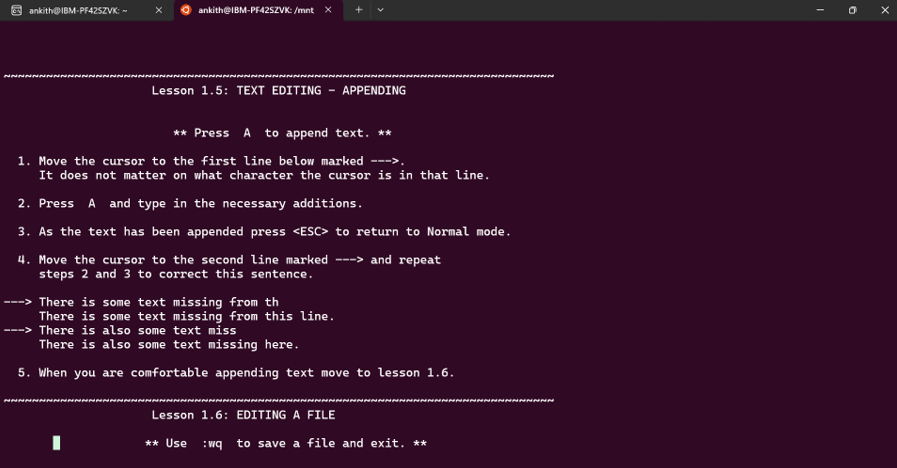 ankith@IBM-PF42SZVK: ~
ankith@IBM-PF42SZVK: /mnt
~~~~~~~~~~~~~~~~~~~~~~~~~~~~~~~~~~~~~~~~~~~~~~~~~~~~~~~~~~~~~~~~~~~~~~~~~~~~~~
Lesson 1.5: TEXT EDITING - APPENDING
** Press  A  to append text. **
1. Move the cursor to the first line below marked --->.
It does not matter on what character the cursor is in that line.
2. Press  A  and type in the necessary additions.
3. As the text has been appended press <ESC> to return to Normal mode.
4. Move the cursor to the second line marked ---> and repeat
steps 2 and 3 to correct this sentence.
---> There is some text missing from th
There is some text missing from this line.
---> There is also some text miss
There is also some text missing here.
5. When you are comfortable appending text move to lesson 1.6.
~~~~~~~~~~~~~~~~~~~~~~~~~~~~~~~~~~~~~~~~~~~~~~~~~~~~~~~~~~~~~~~~~~~~~~~~~~~~~~
Lesson 1.6: EDITING A FILE
** Use  :wq  to save a file and exit. **